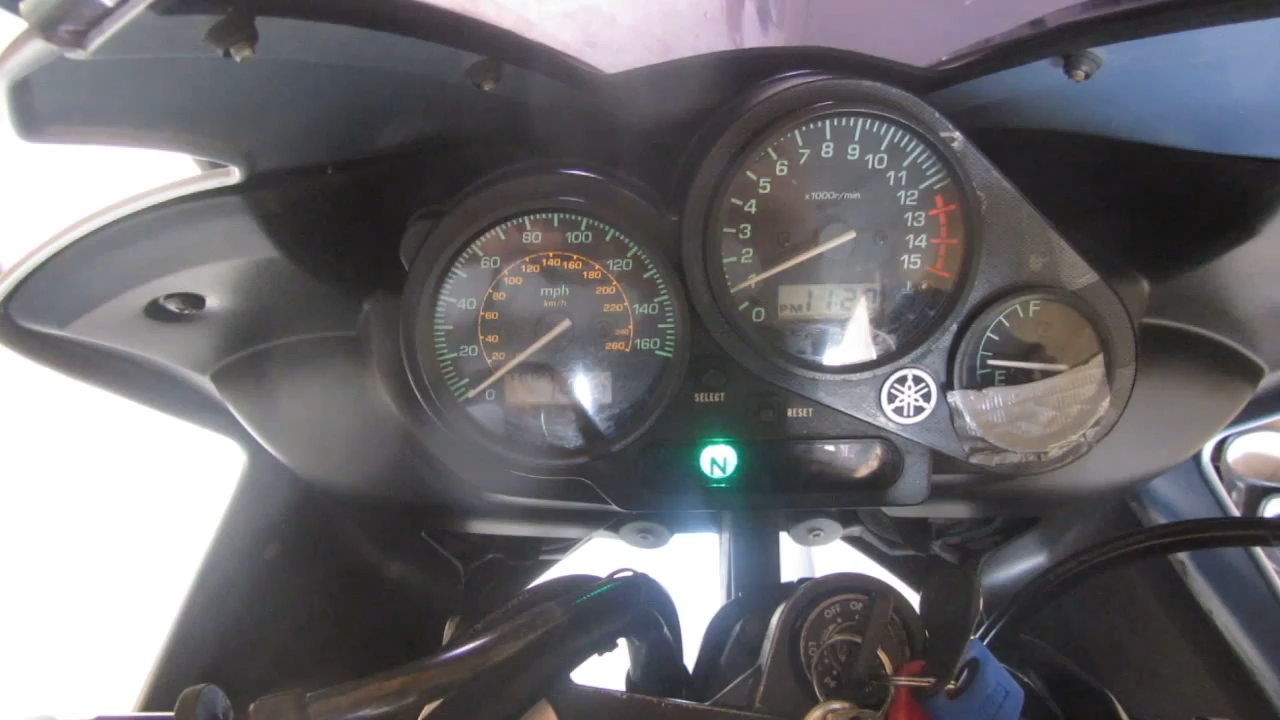 0 20 40 60 80 100 120 140 160
20 40 60 80 100 120 140 160 180 200 220 240 260
mph
km/h
0 1 2 3 4 5 6 7 8 9 10 11 12 13 14 15
x1000r/min
PM
F
E
SELECT
RESET
N
OFF